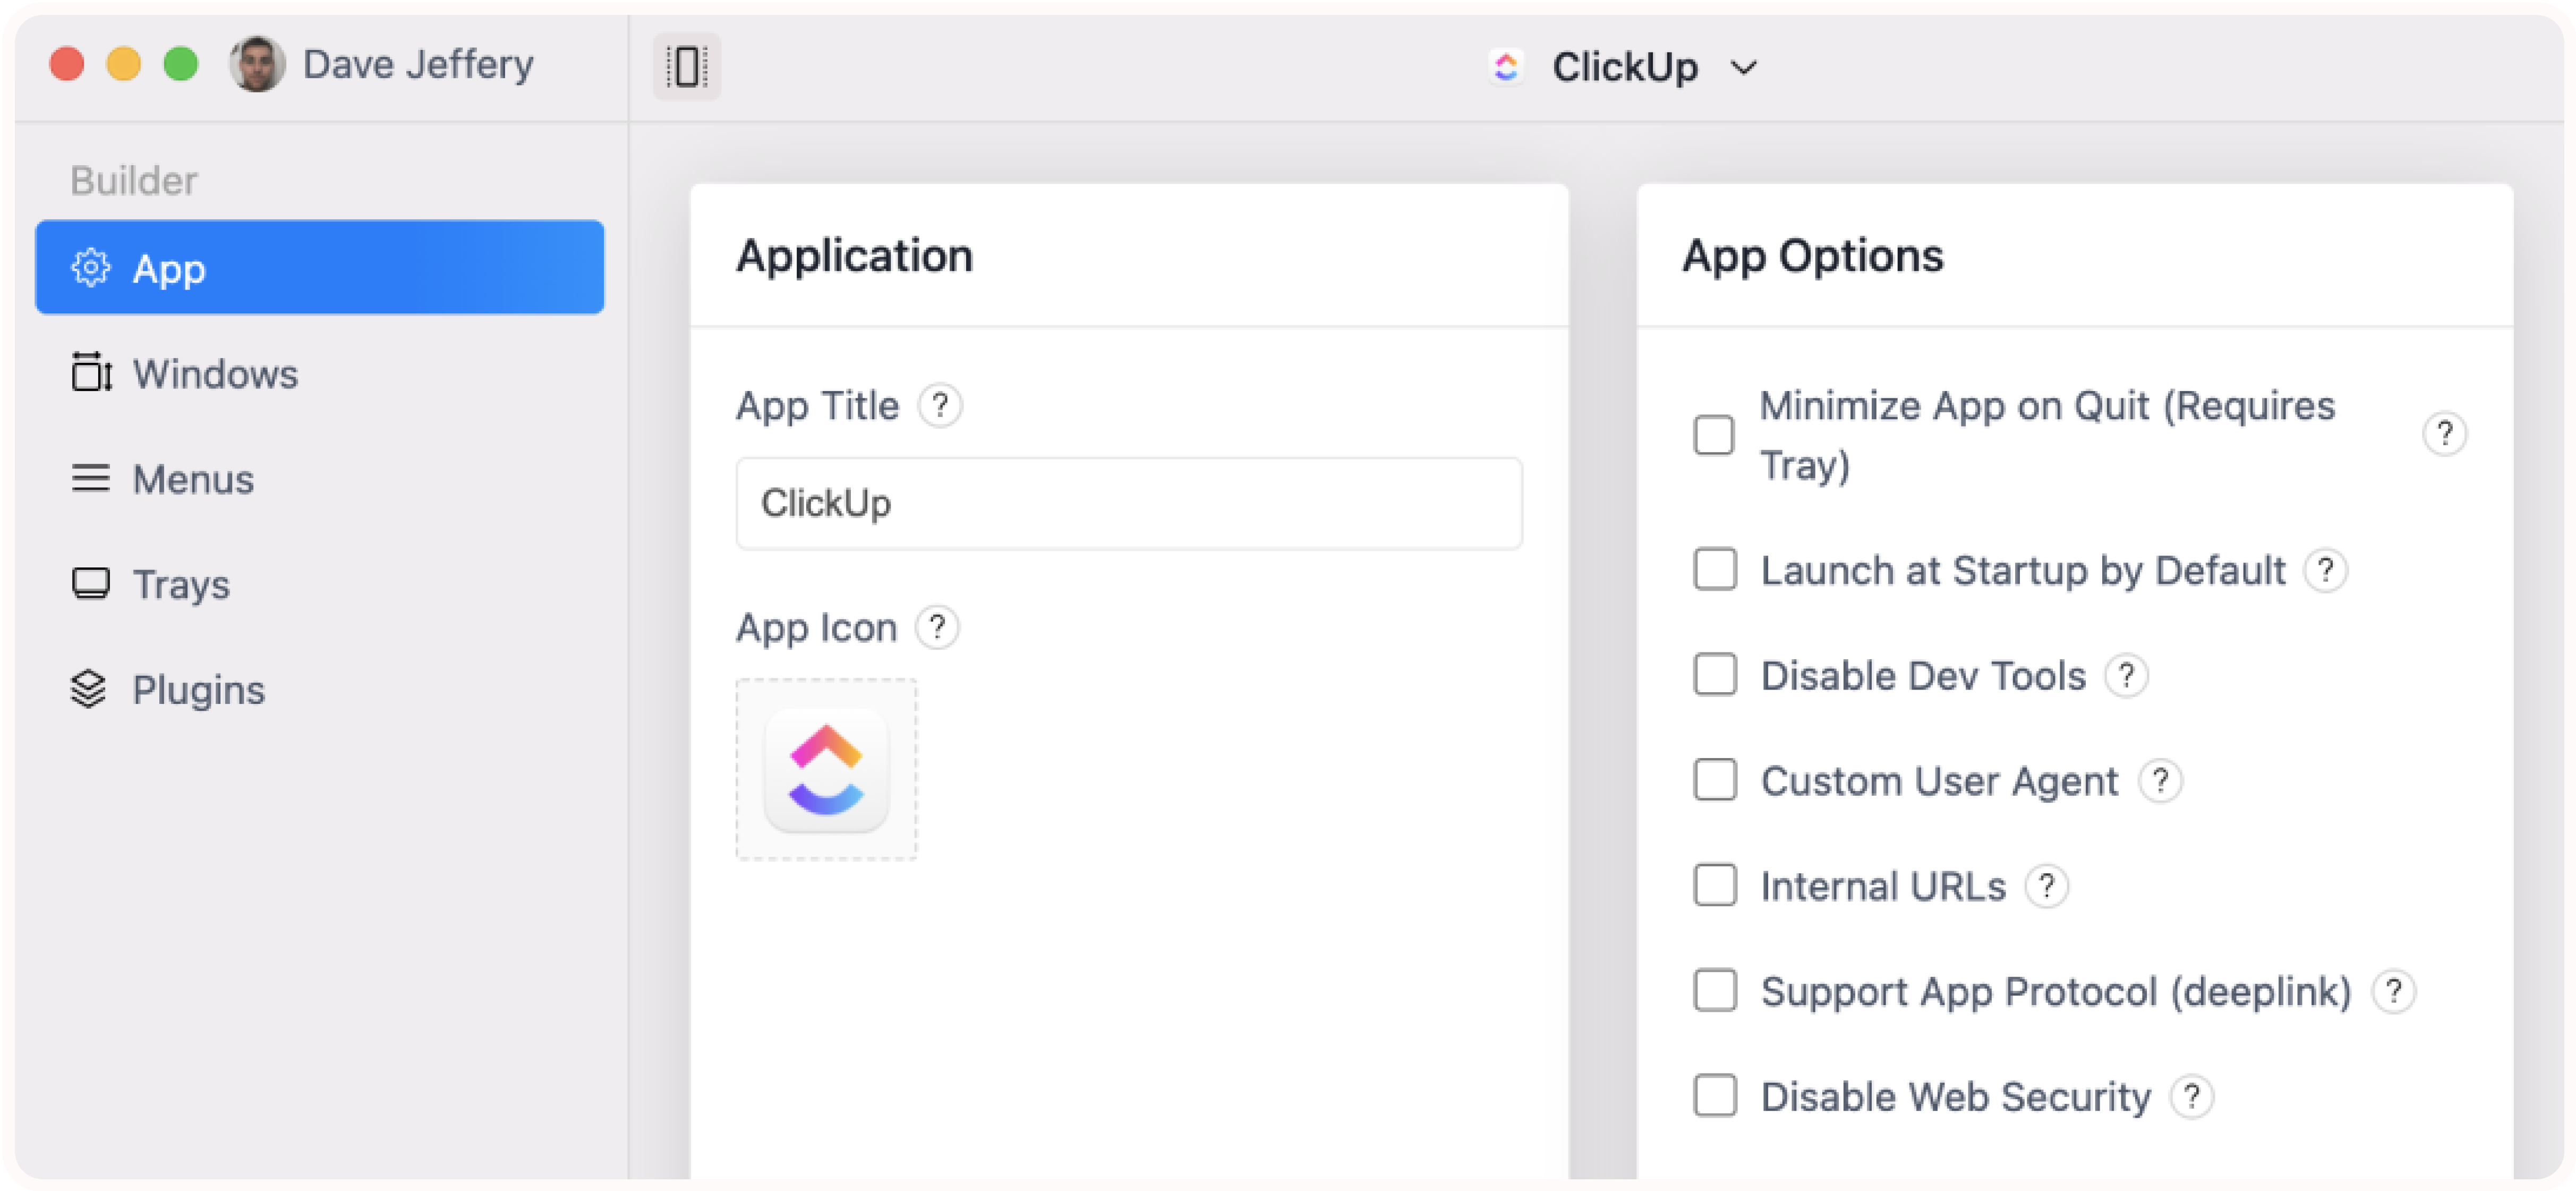 Dave Jeffery
ClickUp
Builder
App
Windows
Menus
Trays
Plugins
Application
App Title ?
ClickUp
App Icon ?
App Options
Minimize App on Quit (Requires
Tray) ?
Launch at Startup by Default ?
Disable Dev Tools ?
Custom User Agent ?
Internal URLs ?
Support App Protocol (deeplink) ?
Disable Web Security ?